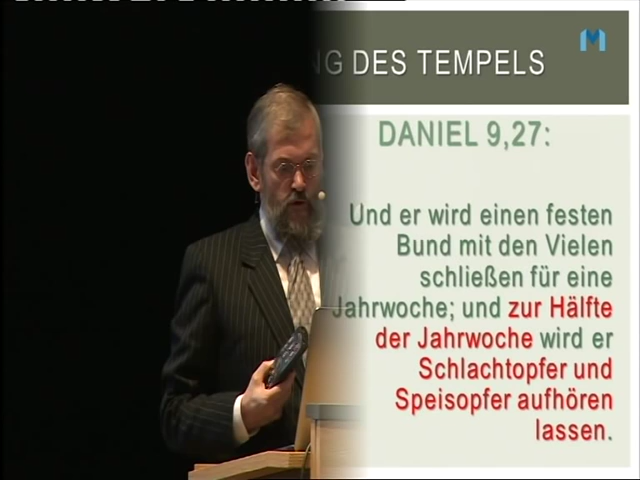 NG DES TEMPELS
DANIEL 9,27:
Und er wird einen festen
Bund mit den Vielen
schließen für eine
Jahrwoche; und zur Hälfte
der Jahrwoche wird er
Schlachtopfer und
Speisopfer aufhören
lassen.